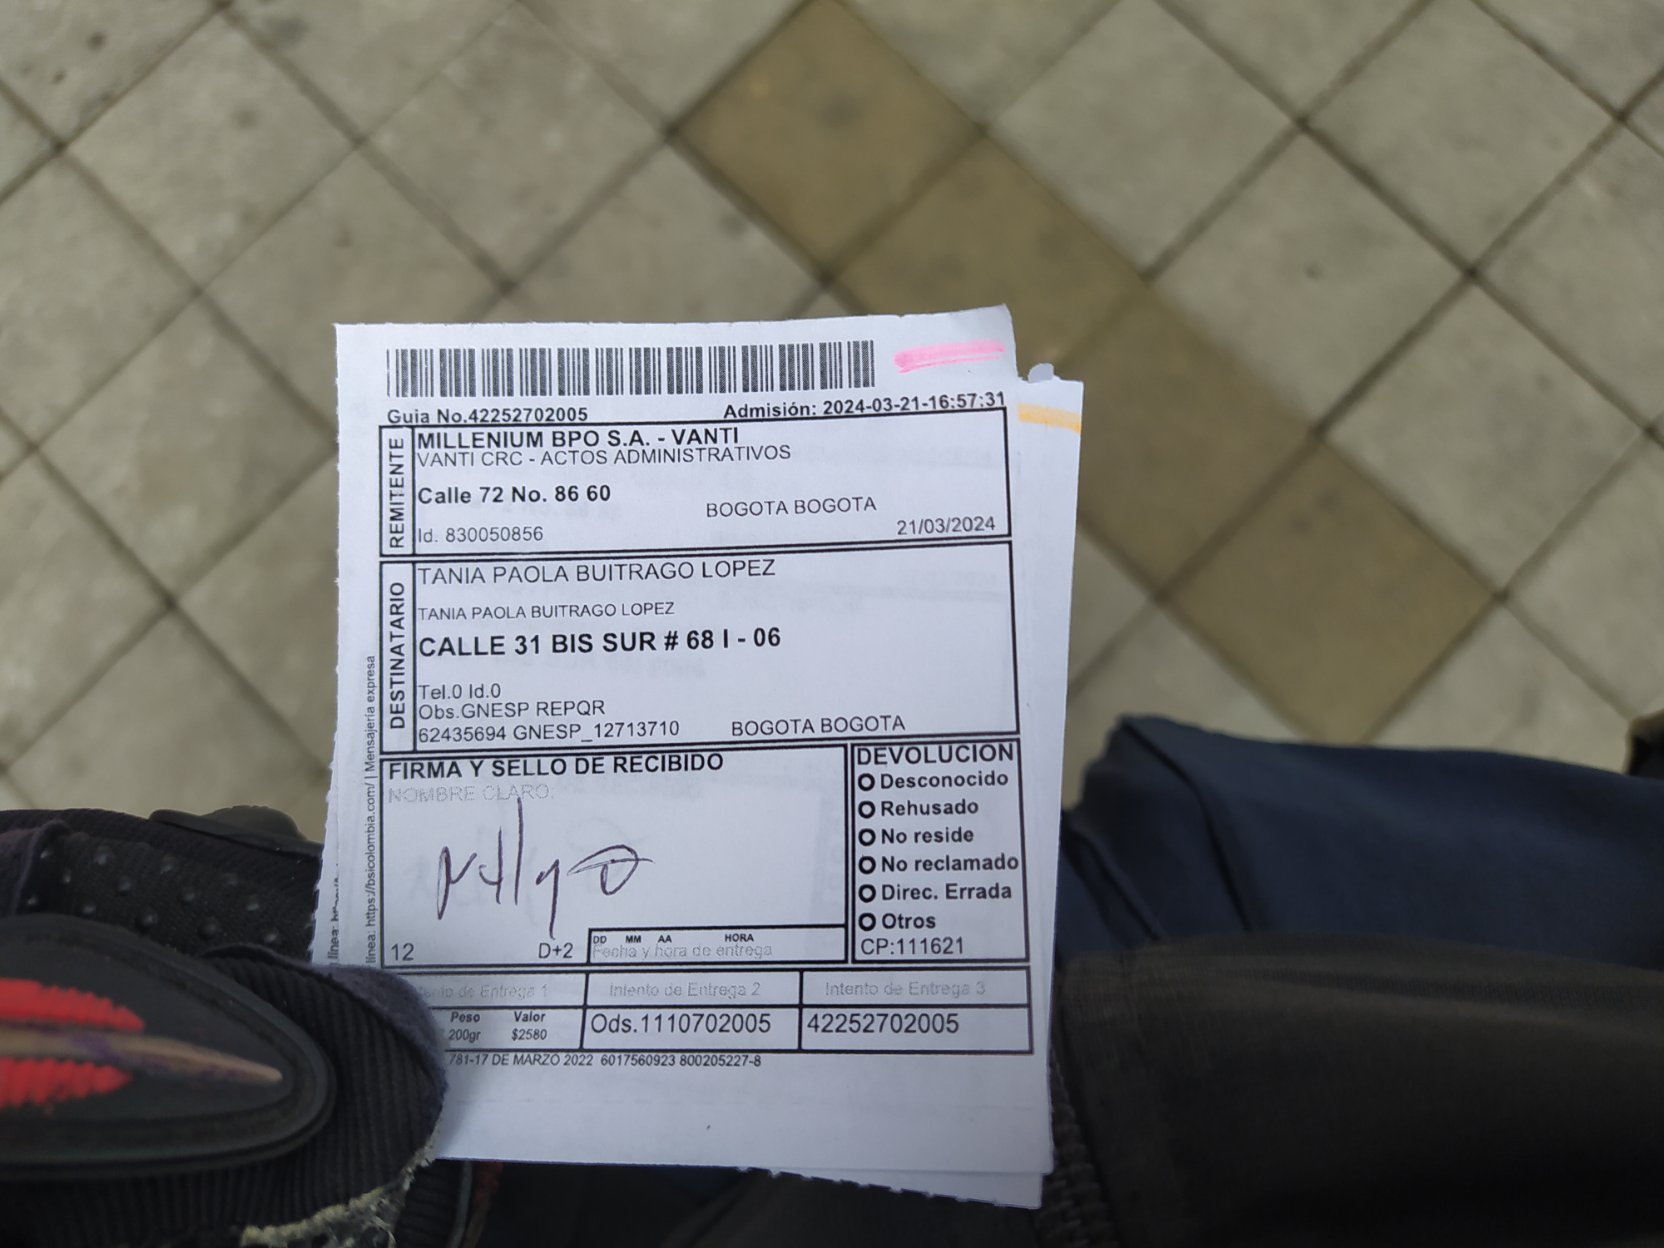 Guia No.42252702005
Admisión: 2024-03-21-16:57:31
REMITENTE
MILLENIUM BPO S.A. - VANTI
VANTI CRC - ACTOS ADMINISTRATIVOS
Calle 72 No. 86 60
BOGOTA BOGOTA
Id. 830050856
21/03/2024
DESTINATARIO
TANIA PAOLA BUITRAGO LOPEZ
TANIA PAOLA BUITRAGO LOPEZ
CALLE 31 BIS SUR # 68 I - 06
Tel.0 Id.0
Obs.GNESP REPQR
62435694 GNESP_12713710
BOGOTA BOGOTA
línea: https://bsicolombia.com/ | Mensajería expresa
FIRMA Y SELLO DE RECIBIDO
NOMBRE CLARO:
12
D+2
DD MM AA HORA
Fecha y hora de entrega
DEVOLUCION
Desconocido
Rehusado
No reside
No reclamado
Direc. Errada
Otros
CP:111621
de Entrega 1
Intento de Entrega 2
Intento de Entrega 3
Peso Valor
200gr $2580
Ods.1110702005
42252702005
781-17 DE MARZO 2022 6017560923 800205227-8